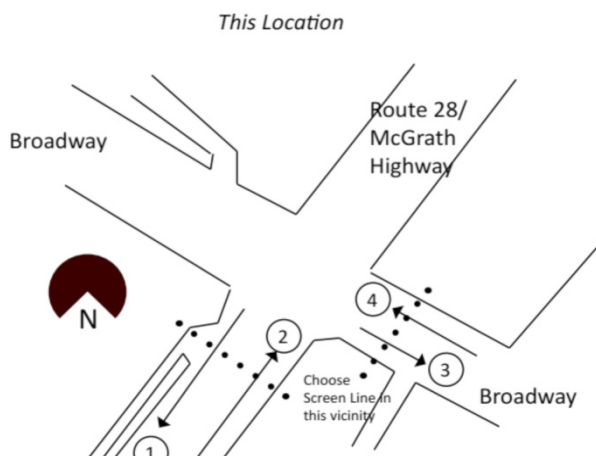 This Location
Route 28/
McGrath
Highway
Broadway
N
4
2
3
Choose
Screen Line in
this vicinity
Broadway
1